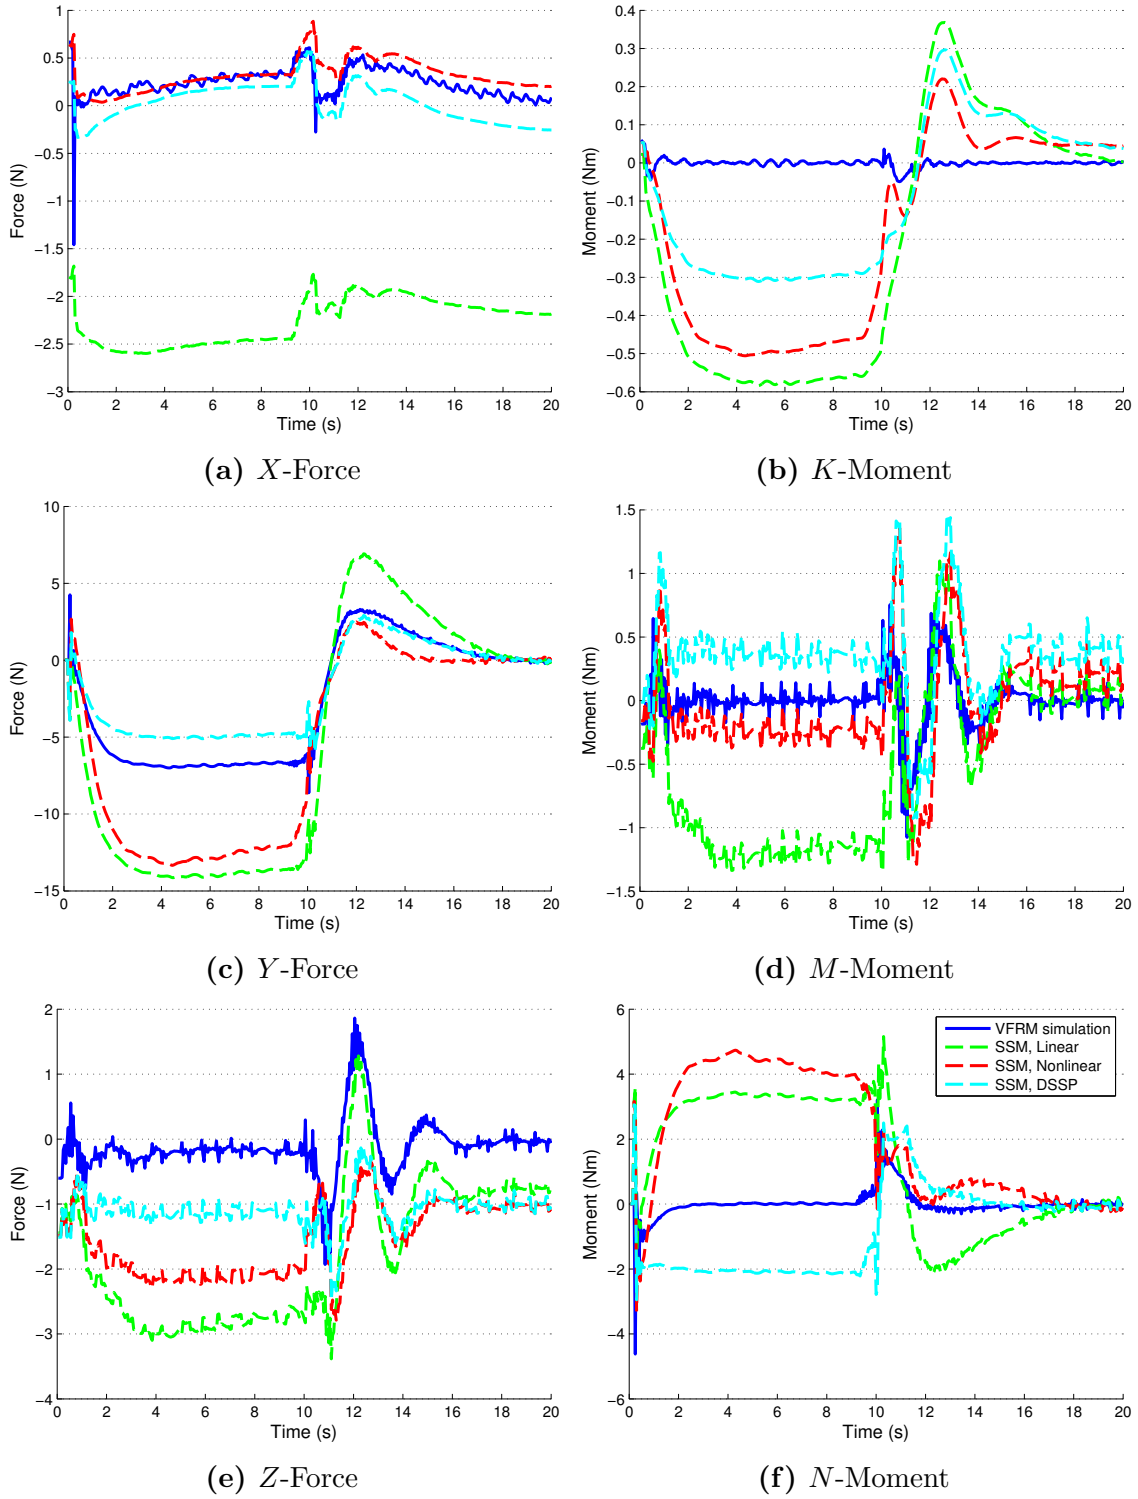 1
0.5
0
−0.5
−1
−1.5
−2
−2.5
−3
Force (N)
0 2 4 6 8 10 12 14 16 18 20
Time (s)
(a) X-Force
0.4
0.3
0.2
0.1
0
−0.1
−0.2
−0.3
−0.4
−0.5
−0.6
Moment (Nm)
0 2 4 6 8 10 12 14 16 18 20
Time (s)
(b) K-Moment
10
5
0
−5
−10
−15
Force (N)
0 2 4 6 8 10 12 14 16 18 20
Time (s)
(c) Y-Force
1.5
1
0.5
0
−0.5
−1
−1.5
Moment (Nm)
0 2 4 6 8 10 12 14 16 18 20
Time (s)
(d) M-Moment
2
1
0
−1
−2
−3
−4
Force (N)
0 2 4 6 8 10 12 14 16 18 20
Time (s)
(e) Z-Force
6
4
2
0
−2
−4
−6
Moment (Nm)
VFRM simulation
SSM, Linear
SSM, Nonlinear
SSM, DSSP
0 2 4 6 8 10 12 14 16 18 20
Time (s)
(f) N-Moment